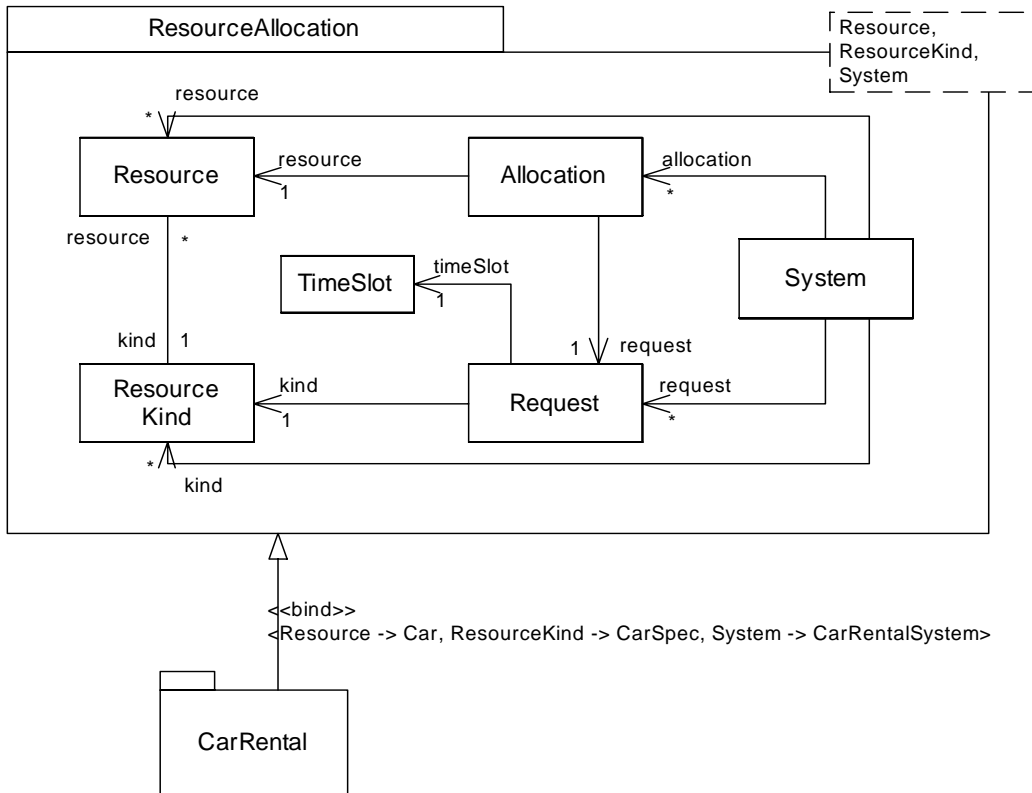 ResourceAllocation
Resource,
ResourceKind,
System
resource
*
Resource
resource
1
Allocation
allocation
*
resource *
TimeSlot
timeSlot
1
System
kind 1
1 request
Resource
Kind
kind
1
Request
request
*
*
kind
<<bind>>
<Resource -> Car, ResourceKind -> CarSpec, System -> CarRentalSystem>
CarRental